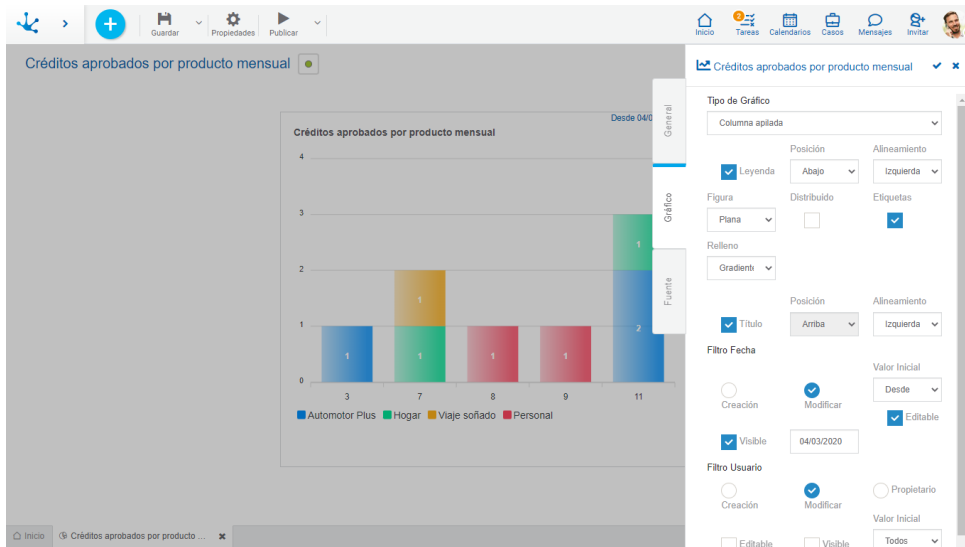 Guardar
Propiedades
Publicar
Inicio
2
Tareas
Calendarios
Casos
Mensajes
Invitar
Créditos aprobados por producto mensual
Créditos aprobados por producto mensual
Desde 04/0
Créditos aprobados por producto mensual
4
3
2
1
0
1
1
1
1
1
2
1
3
7
8
9
11
Automotor Plus
Hogar
Viaje soñado
Personal
General
Gráfico
Fuente
Tipo de Gráfico
Columna apilada
Posición
Alineamiento
Leyenda
Abajo
Izquierda
Figura
Distribuido
Etiquetas
Plana
Relleno
Gradient
Posición
Alineamiento
Título
Arriba
Izquierda
Filtro Fecha
Valor Inicial
Creación
Modificar
Desde
Editable
Visible
04/03/2020
Filtro Usuario
Creación
Modificar
Propietario
Valor Inicial
Editable
Visible
Todos
Inicio
Créditos aprobados por producto ...